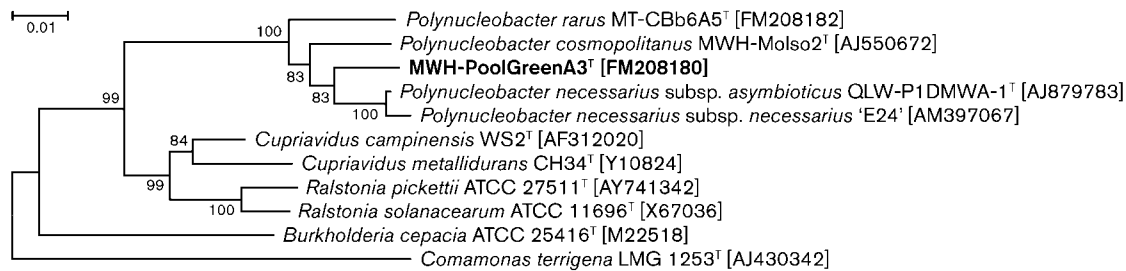 0.01
100
Polynucleobacter rarus MT-CBb6A5ᵀ [FM208182]
Polynucleobacter cosmopolitanus MWH-MoIso2ᵀ [AJ550672]
83
MWH-PoolGreenA3ᵀ [FM208180]
83
Polynucleobacter necessarius subsp. asymbioticus QLW-P1DMWA-1ᵀ [AJ879783]
99
100
Polynucleobacter necessarius subsp. necessarius ‘E24’ [AM397067]
84
Cupriavidus campinensis WS2ᵀ [AF312020]
Cupriavidus metallidurans CH34ᵀ [Y10824]
99
Ralstonia pickettii ATCC 27511ᵀ [AY741342]
100
Ralstonia solanacearum ATCC 11696ᵀ [X67036]
Burkholderia cepacia ATCC 25416ᵀ [M22518]
Comamonas terrigena LMG 1253ᵀ [AJ430342]